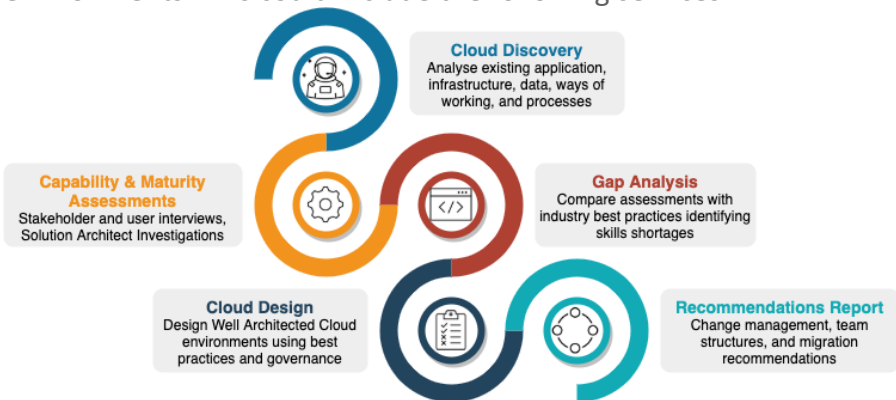 Cloud Discovery
Analyse existing application,
infrastructure, data, ways of
working, and processes
Capability & Maturity
Assessments
Stakeholder and user interviews,
Solution Architect Investigations
Gap Analysis
Compare assessments with
industry best practices identifying
skills shortages
</>
Cloud Design
Design Well Architected Cloud
environments using best
practices and governance
Recommendations Report
Change management, team
structures, and migration
recommendations